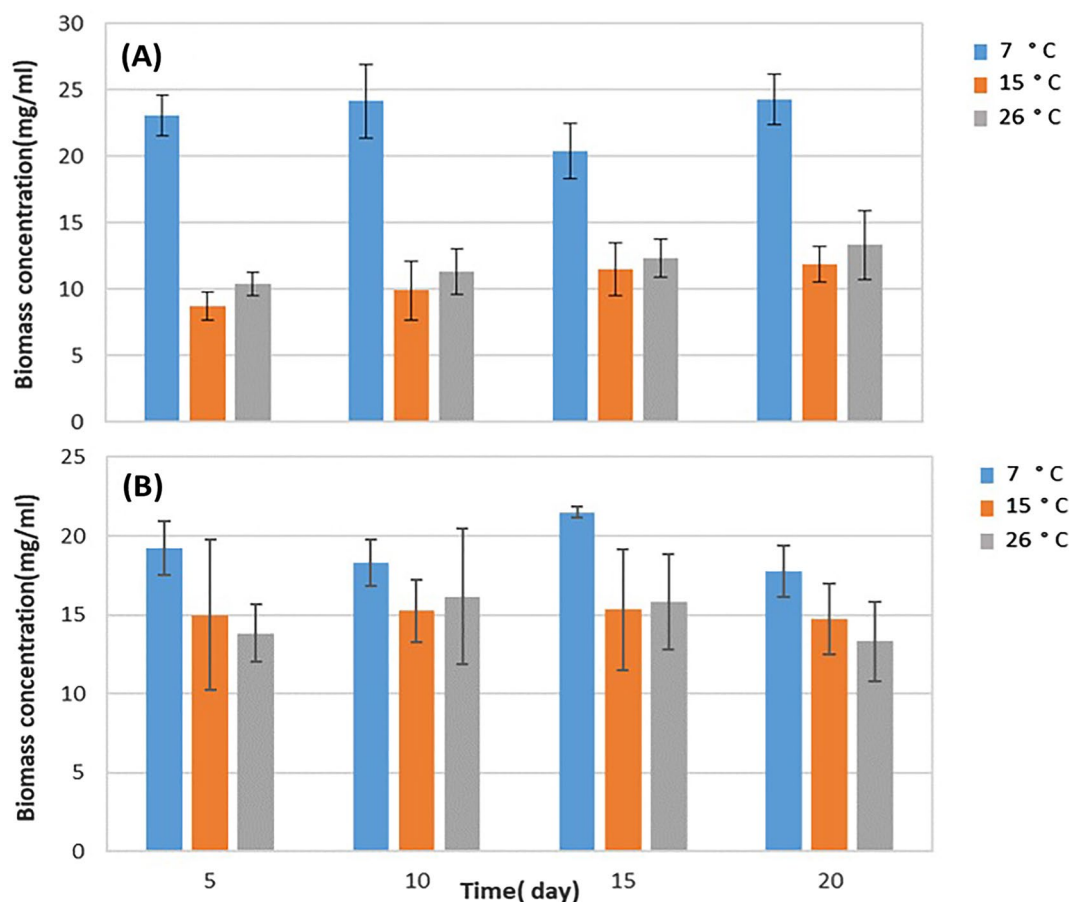 30
25
20
15
10
5
0
Biomass concentration(mg/ml)
(A)
7 °C
15 °C
26 °C
25
20
15
10
5
0
Biomass concentration(mg/ml)
(B)
7 °C
15 °C
26 °C
5 10 15 20
Time( day)